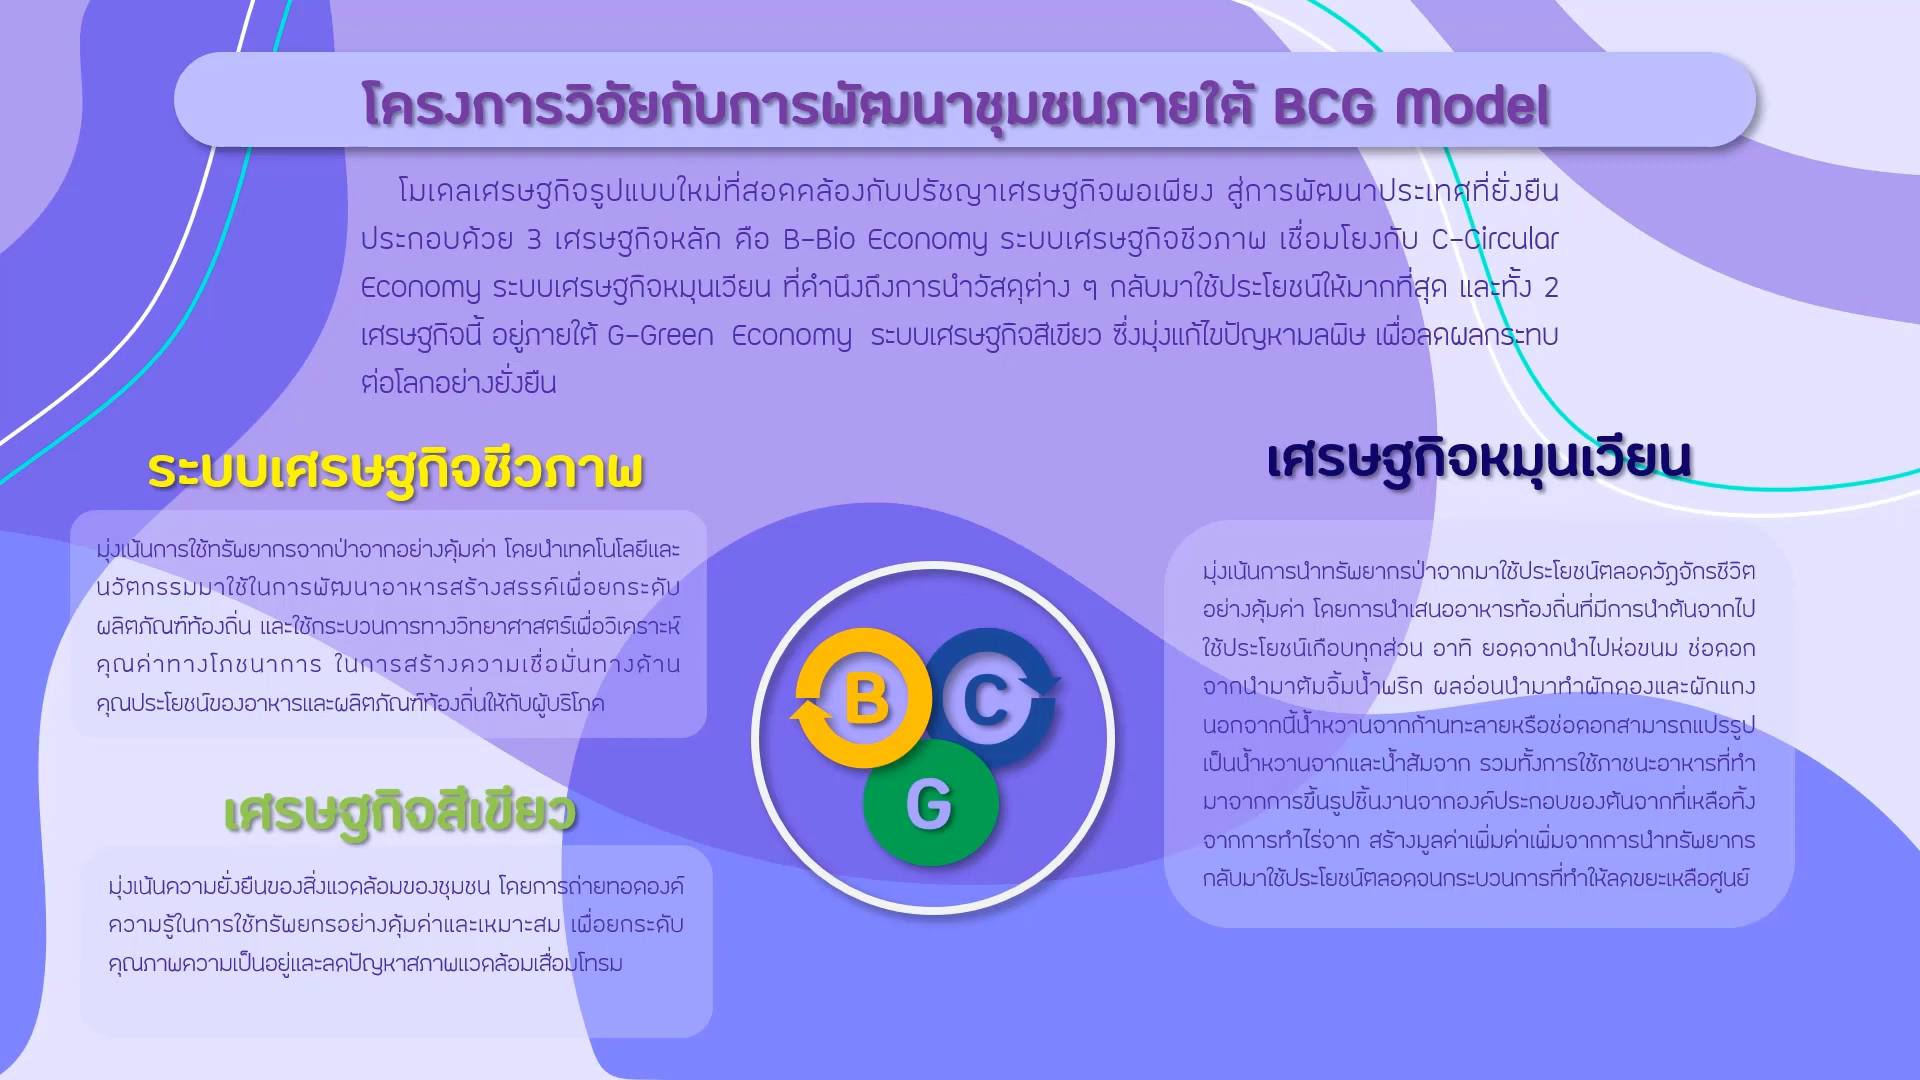 โครงการวิจัยกับการพัฒนาชุมชนภายใต้ BCG Model
โมเดลเศรษฐกิจรูปแบบใหม่ที่สอดคล้องกับปรัชญาเศรษฐกิจพอเพียง สู่การพัฒนาประเทศที่ยั่งยืน
ประกอบด้วย 3 เศรษฐกิจหลัก คือ B-Bio Economy ระบบเศรษฐกิจชีวภาพ เชื่อมโยงกับ C-Circular
Economy ระบบเศรษฐกิจหมุนเวียน ที่คำนึงถึงการนำวัสดุต่าง ๆ กลับมาใช้ประโยชน์ให้มากที่สุด และทั้ง 2
เศรษฐกิจนี้ อยู่ภายใต้ G-Green Economy ระบบเศรษฐกิจสีเขียว ซึ่งมุ่งแก้ไขปัญหามลพิษ เพื่อลดผลกระทบ
ต่อโลกอย่างยั่งยืน
ระบบเศรษฐกิจชีวภาพ
มุ่งเน้นการใช้ทรัพยากรจากป่าจากอย่างคุ้มค่า โดยนำเทคโนโลยีและ
นวัตกรรมมาใช้ในการพัฒนาอาหารสร้างสรรค์เพื่อยกระดับ
ผลิตภัณฑ์ท้องถิ่น และใช้กระบวนการทางวิทยาศาสตร์เพื่อวิเคราะห์
คุณค่าทางโภชนาการ ในการสร้างความเชื่อมั่นทางด้าน
คุณประโยชน์ของอาหารและผลิตภัณฑ์ท้องถิ่นให้กับผู้บริโภค
เศรษฐกิจสีเขียว
มุ่งเน้นความยั่งยืนของสิ่งแวดล้อมของชุมชน โดยการถ่ายทอดองค์
ความรู้ในการใช้ทรัพยกรอย่างคุ้มค่าและเหมาะสม เพื่อยกระดับ
คุณภาพความเป็นอยู่และลดปัญหาสภาพแวดล้อมเสื่อมโทรม
B
C
G
เศรษฐกิจหมุนเวียน
มุ่งเน้นการนำทรัพยากรป่าจากมาใช้ประโยชน์ตลอดวัฏจักรชีวิต
อย่างคุ้มค่า โดยการนำเสนออาหารท้องถิ่นที่มีการนำต้นจากไป
ใช้ประโยชน์เกือบทุกส่วน อาทิ ยอดจากนำไปห่อขนม ช่อดอก
จากนำมาต้มจิ้มน้ำพริก ผลอ่อนนำมาทำผักดองและผักแกง
นอกจากนี้น้ำหวานจากก้านทะลายหรือช่อดอกสามารถแปรรูป
เป็นน้ำหวานจากและน้ำส้มจาก รวมทั้งการใช้ภาชนะอาหารที่ทำ
มาจากการขึ้นรูปชิ้นงานจากองค์ประกอบของต้นจากที่เหลือทิ้ง
จากการทำไร่จาก สร้างมูลค่าเพิ่มค่าเพิ่มจากการนำทรัพยากร
กลับมาใช้ประโยชน์ตลอดจนกระบวนการที่ทำให้ลดขยะเหลือศูนย์